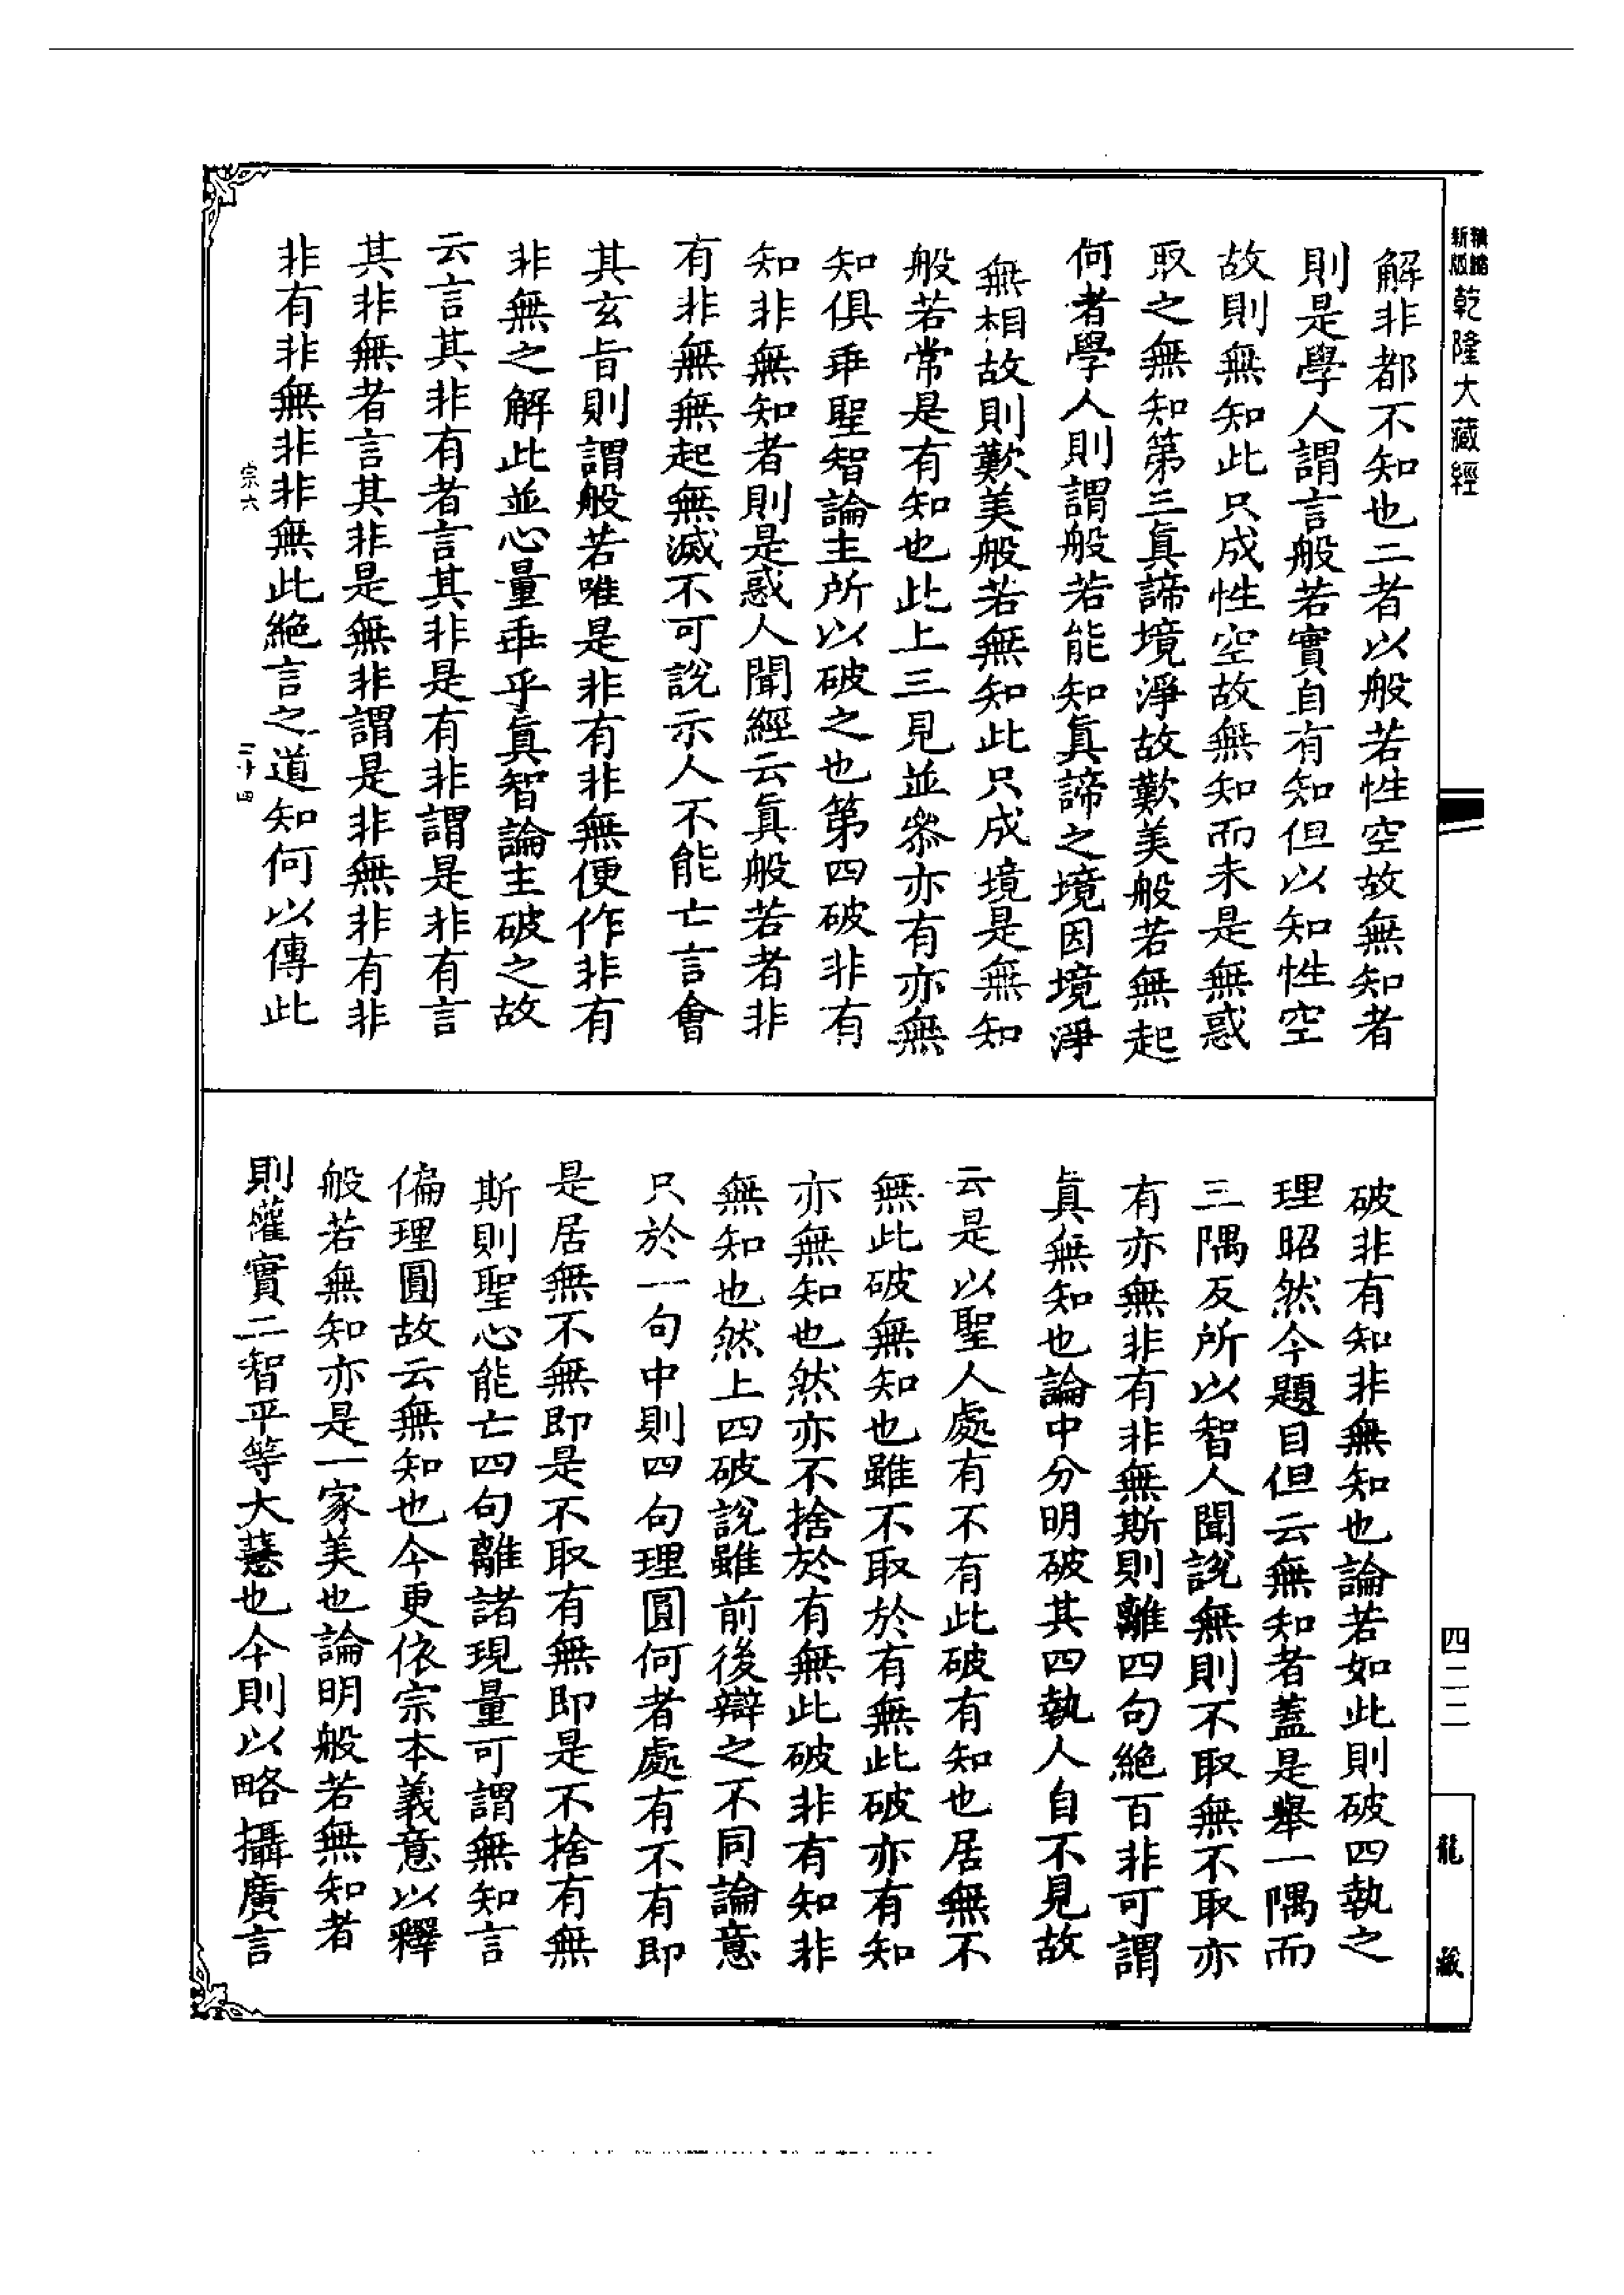 新版精縮乾隆大藏經
解非都不知也二者以般若性空故無知者
則是學人謂言般若實自有知但以知性空
故則無知此只成性空故無知而未是無惑
取之無知第三眞諦境淨故歎美般若無起
何者學人則謂般若能知眞諦之境因境淨
無相故則歎美般若無知此只成境是無知
般若常是有知也此上三見並叅亦有亦無
知俱乖聖智論主所以破之也第四破非有
知非無知者則是惑人聞經云眞般若者非
有非無無起無滅不可說示人不能亡言會
其玄旨則謂般若唯是非有非無便作非有
非無之解此並心量乖乎眞智論主破之故
云言其非有者言其非是有非謂是非有言
其非無者言其非是無非謂是非無非有非
非有非無非非無此絕言之道知何以傳此
宗六
三十四
破非有知非無知也論若如此則破四執之
理昭然今題目但云無知者蓋是舉一隅而
三隅反所以智人聞說無則不取無不取亦
有亦無非有非無斯則離四句絕百非可謂
眞無知也論中分明破其四執人自不見故
云是以聖人處有不有此破有知也居無不
無此破無知也雖不取於有無此破亦有知
亦無知也然亦不捨於有無此破非有知非
無知也然上四破說雖前後辯之不同論意
只於一句中則四句理圓何者處有不有即
是居無不無即是不取有無即是不捨有無
斯則聖心能亡四句離諸現量可謂無知言
偏理圓故云無知也今更依宗本義意以釋
般若無知亦是一家美也論明般若無知者
則權實二智平等大慧也今則以略攝廣言
四二二
龍藏